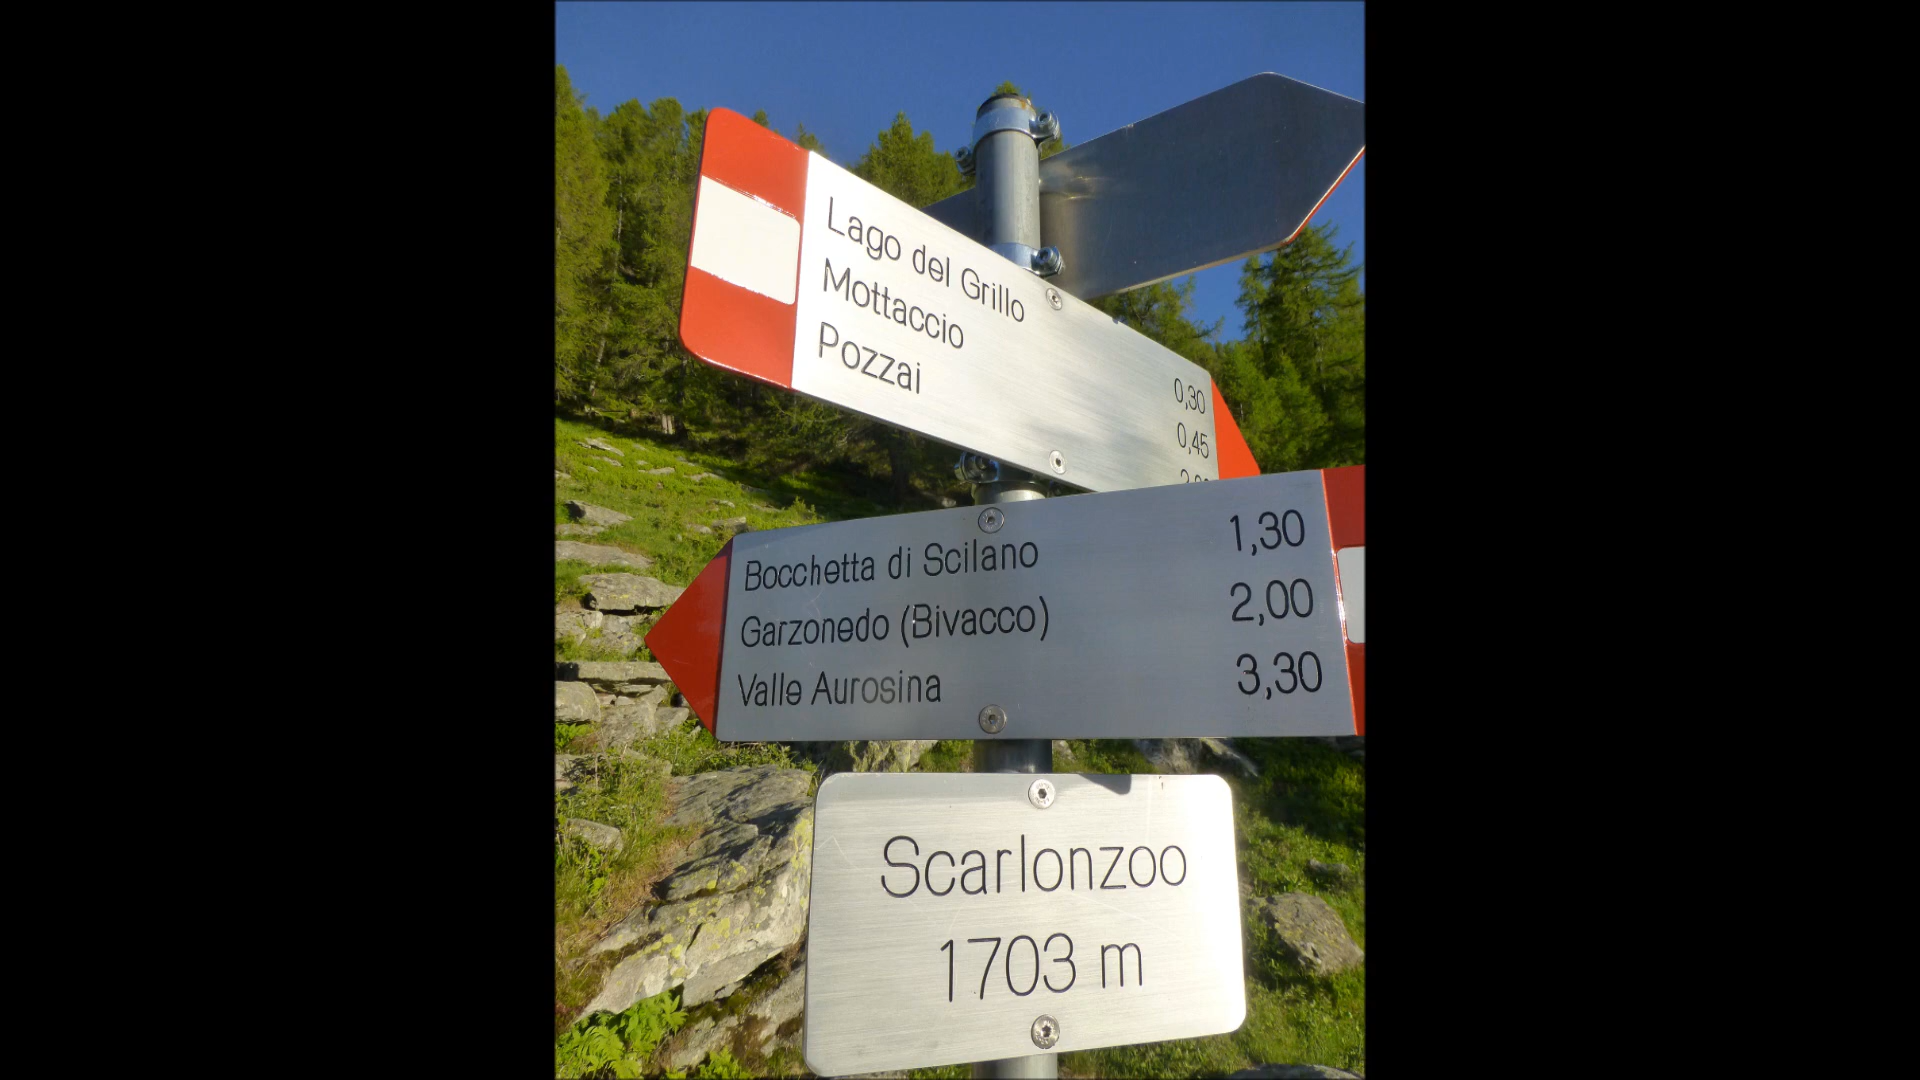 Lago del Grillo 0,30
Mottaccio 0,45
Pozzai
Bocchetta di Scilano 1,30
Garzonedo (Bivacco) 2,00
Valle Aurosina 3,30
Scarlonzoo
1703 m